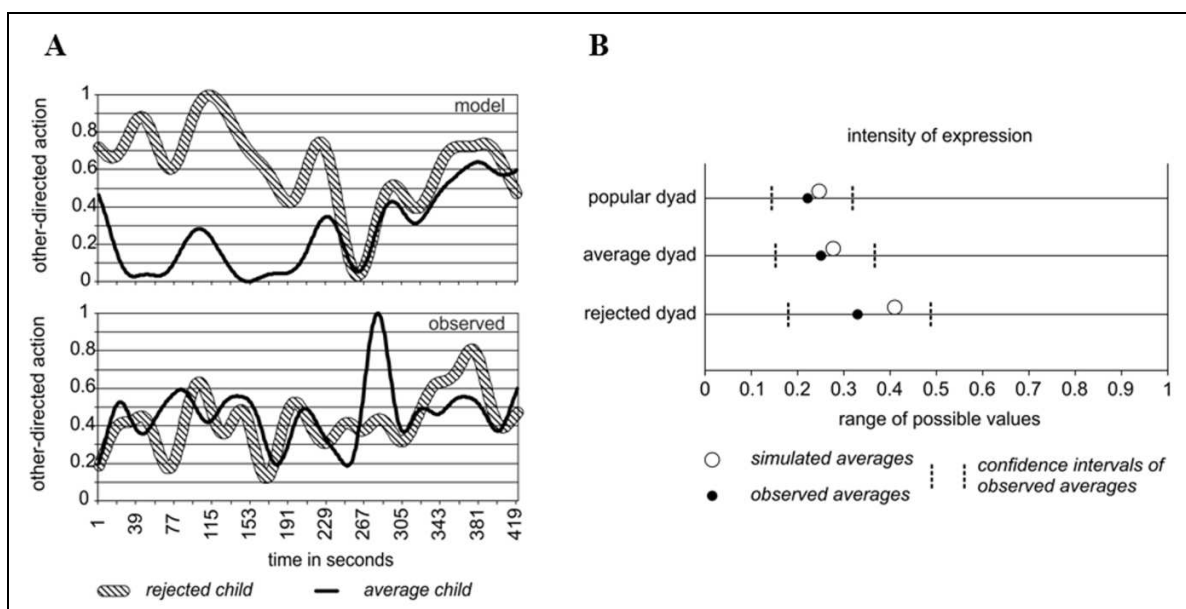 A
other-directed action
1
0.8
0.6
0.4
0.2
0
model
other-directed action
1
0.8
0.6
0.4
0.2
0
observed
1 39 77 115 153 191 229 267 305 343 381 419
time in seconds
rejected child average child
B
intensity of expression
popular dyad
average dyad
rejected dyad
0 0.1 0.2 0.3 0.4 0.5 0.6 0.7 0.8 0.9 1
range of possible values
simulated averages
observed averages
confidence intervals of
observed averages